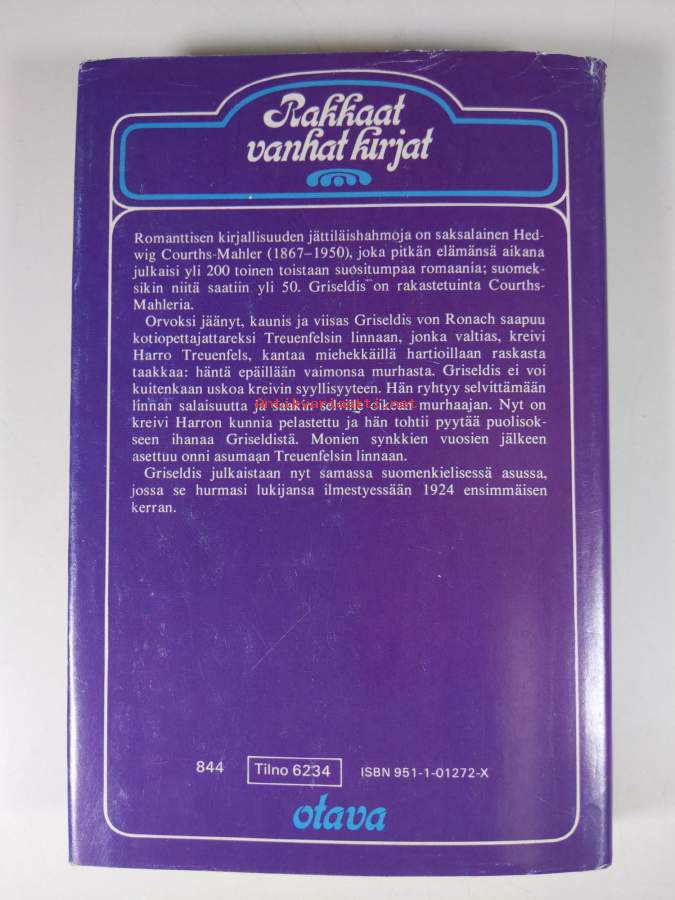 Rakkaat
vanhat kirjat
Romanttisen kirjallisuuden jättiläishahmoja on saksalainen Hed-
wig Courths-Mahler (1867–1950), joka pitkän elämänsä aikana
julkaisi yli 200 toinen toistaan suositumpaa romaania; suomek-
sikin niitä saatiin yli 50. Griseldis on rakastetuinta Courths-
Mahleria.
Orvoksi jäänyt, kaunis ja viisas Griseldis von Ronach saapuu
kotiopettajattareksi Treuenfelsin linnaan, jonka valtias, kreivi
Harro Treuenfels, kantaa miehekkäillä hartioillaan raskasta
taakkaa: häntä epäillään vaimonsa murhasta. Griseldis ei voi
kuitenkaan uskoa kreivin syyllisyyteen. Hän ryhtyy selvittämään
linnan salaisuutta ja saakin selville oikean murhaajan. Nyt on
Antikvariaatti.net
kreivi Harron kunnia pelastettu ja hän tohtii pyytää puolisok-
seen ihanaa Griseldistä. Monien synkkien vuosien jälkeen
asettuu onni asumaan Treuenfelsin linnaan.
Griseldis julkaistaan nyt samassa suomenkielisessä asussa,
jossa se hurmasi lukijansa ilmestyessään 1924 ensimmäisen
kerran.
844 Tilno 6234 ISBN 951-1-01272-X
otava